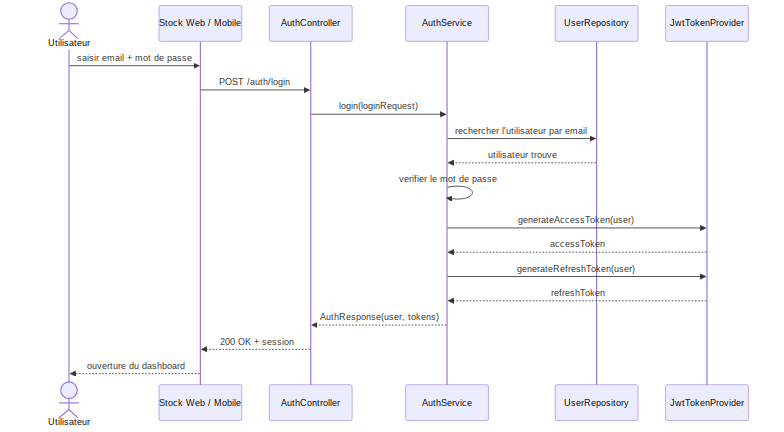 Utilisateur
Stock Web / Mobile
AuthController
AuthService
UserRepository
JwtTokenProvider
saisir email + mot de passe
POST /auth/login
login(loginRequest)
rechercher l'utilisateur par email
utilisateur trouve
verifier le mot de passe
generateAccessToken(user)
accessToken
generateRefreshToken(user)
refreshToken
AuthResponse(user, tokens)
200 OK + session
ouverture du dashboard
Utilisateur
Stock Web / Mobile
AuthController
AuthService
UserRepository
JwtTokenProvider